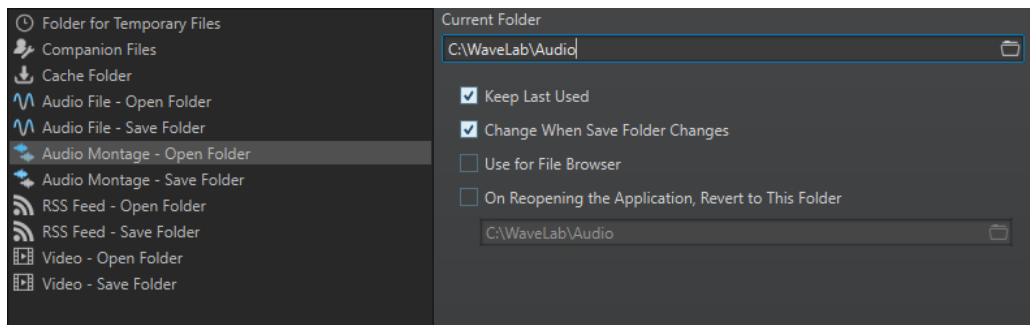 Folder for Temporary Files
Companion Files
Cache Folder
Audio File - Open Folder
Audio File - Save Folder
Audio Montage - Open Folder
Audio Montage - Save Folder
RSS Feed - Open Folder
RSS Feed - Save Folder
Video - Open Folder
Video - Save Folder
Current Folder
C:\WaveLab\Audio
Keep Last Used
Change When Save Folder Changes
Use for File Browser
On Reopening the Application, Revert to This Folder
C:\WaveLab\Audio